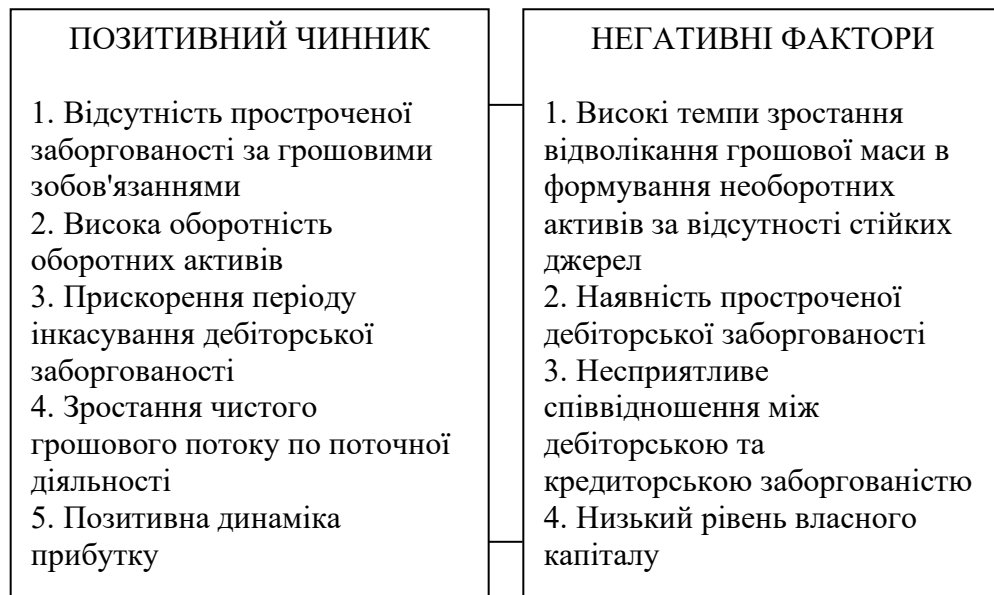 ПОЗИТИВНИЙ ЧИННИК
1. Відсутність простроченої
заборгованості за грошовими
зобов'язаннями
2. Висока оборотність
оборотних активів
3. Прискорення періоду
інкасування дебіторської
заборгованості
4. Зростання чистого
грошового потоку по поточної
діяльності
5. Позитивна динаміка
прибутку
НЕГАТИВНІ ФАКТОРИ
1. Високі темпи зростання
відволікання грошової маси в
формування необоротних
активів за відсутності стійких
джерел
2. Наявність простроченої
дебіторської заборгованості
3. Несприятливе
співвідношення між
дебіторською та
кредиторською заборгованістю
4. Низький рівень власного
капіталу